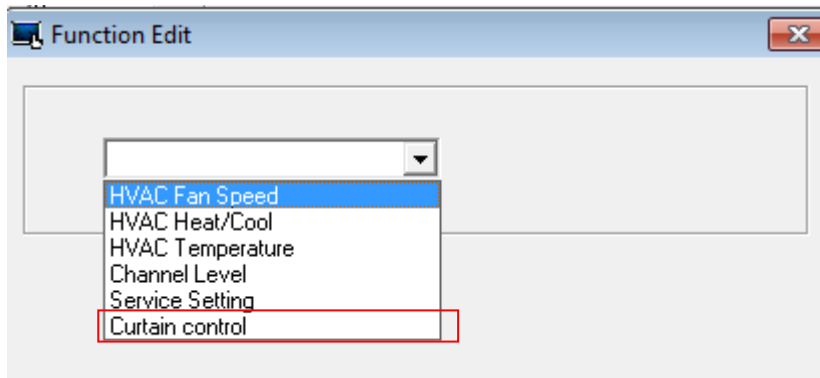 Function Edit
HVAC Fan Speed
HVAC Heat/Cool
HVAC Temperature
Channel Level
Service Setting
Curtain control